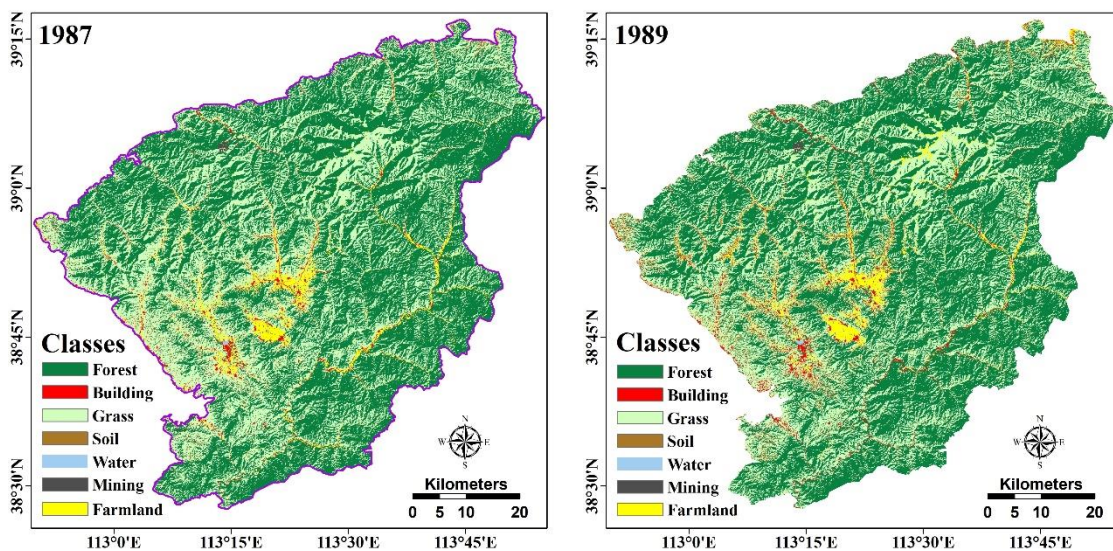 1987
39°15'N
39°0'N
38°45'N
38°30'N
Classes
Forest
Building
Grass
Soil
Water
Mining
Farmland
N
W E
S
Kilometers
0 5 10 20
113°0'E 113°15'E 113°30'E 113°45'E
1989
39°15'N
39°0'N
38°45'N
38°30'N
Classes
Forest
Building
Grass
Soil
Water
Mining
Farmland
N
W E
S
Kilometers
0 5 10 20
113°0'E 113°15'E 113°30'E 113°45'E